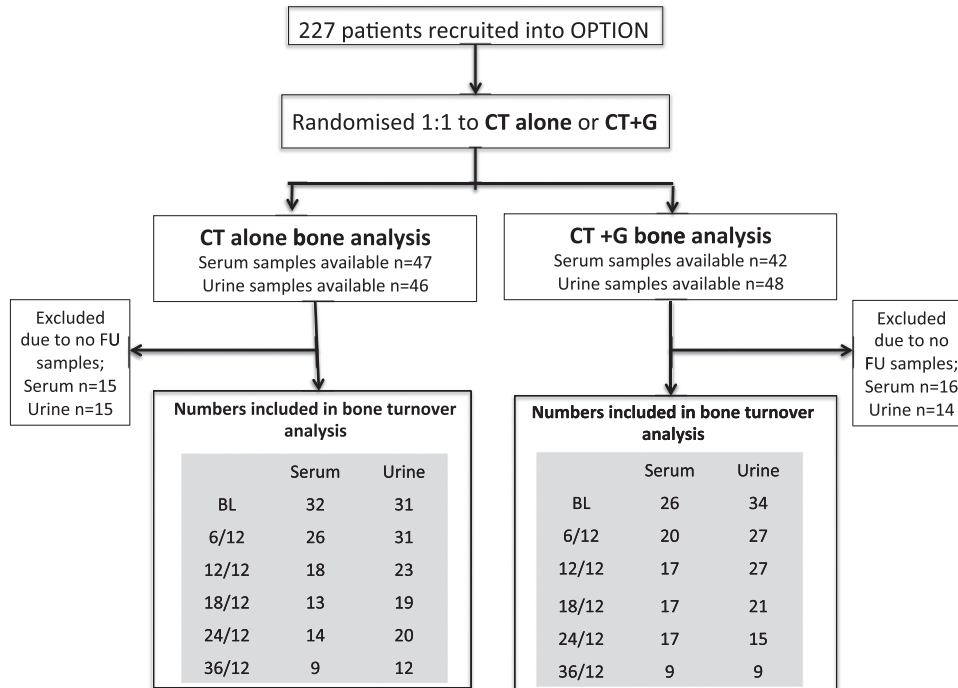 227 patients recruited into OPTION
Randomised 1:1 to CT alone or CT+G
CT alone bone analysis
Serum samples available n=47
Urine samples available n=46
CT +G bone analysis
Serum samples available n=42
Urine samples available n=48
Excluded
due to no FU
samples;
Serum n=15
Urine n=15
Excluded
due to no
FU samples;
Serum n=16
Urine n=14
Numbers included in bone turnover
analysis
Serum Urine
BL 32 31
6/12 26 31
12/12 18 23
18/12 13 19
24/12 14 20
36/12 9 12
Numbers included in bone turnover
analysis
Serum Urine
BL 26 34
6/12 20 27
12/12 17 27
18/12 17 21
24/12 17 15
36/12 9 9